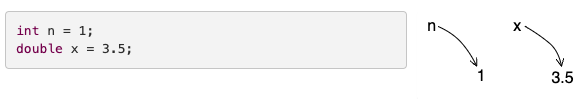 int n = 1;
double x = 3.5;
n
x
1
3.5